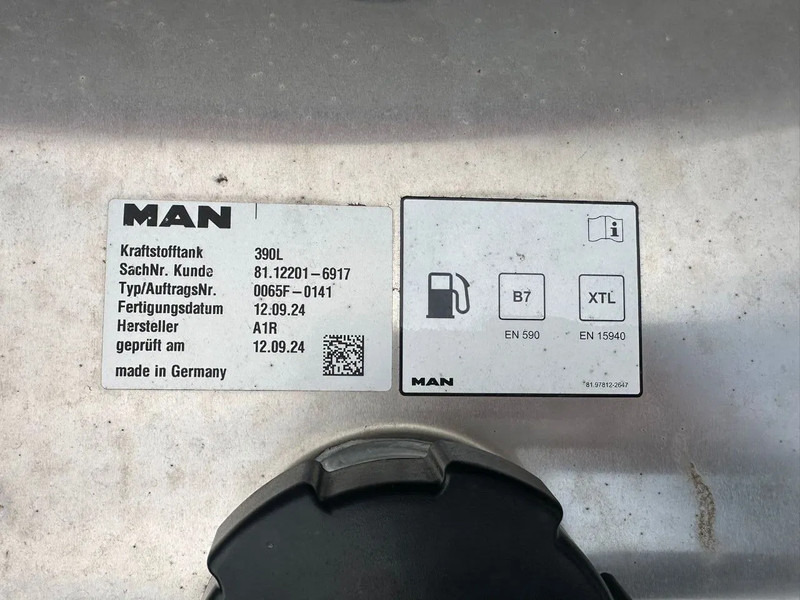 MAN
Kraftstofftank 390L
SachNr. Kunde 81.12201-6917
Typ/AuftragsNr. 0065F-0141
Fertigungsdatum 12.09.24
Hersteller A1R
geprüft am 12.09.24
made in Germany
i
B7 XTL
EN 590 EN 15940
MAN 81.97812-2647